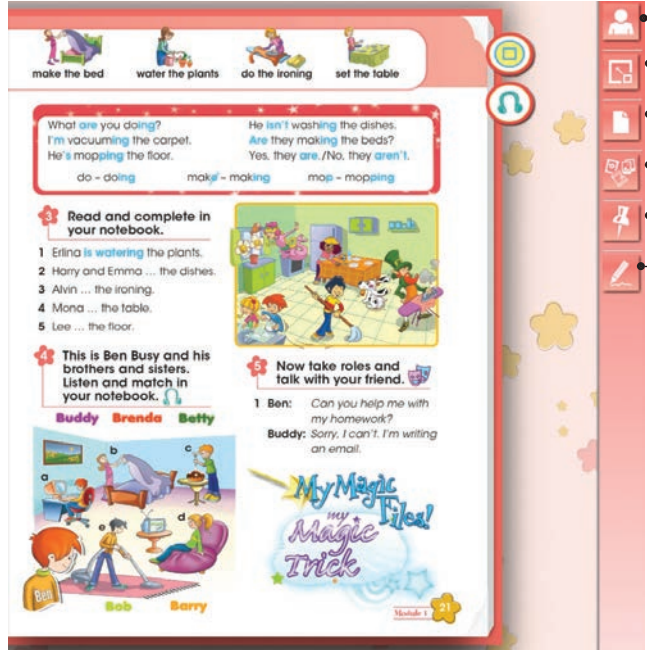 make the bed
water the plants
do the ironing
set the table
What are you doing?
I'm vacuuming the carpet.
He's mopping the floor.
He isn't washing the dishes.
Are they making the beds?
Yes, they are./No, they aren't.
do – doing
make – making
mop – mopping
3 Read and complete in
your notebook.
1 Erlina is watering the plants.
2 Harry and Emma ... the dishes.
3 Alvin ... the ironing.
4 Mona ... the table.
5 Lee ... the floor.
4 This is Ben Busy and his
brothers and sisters.
Listen and match in
your notebook.
Buddy Brenda Betty
a
b
c
d
e
Ben
Bob Barry
5 Now take roles and
talk with your friend.
1 Ben: Can you help me with
my homework?
Buddy: Sorry, I can't. I'm writing
an email.
My Magic
Files!
my
Magic
Trick
Module 1 21